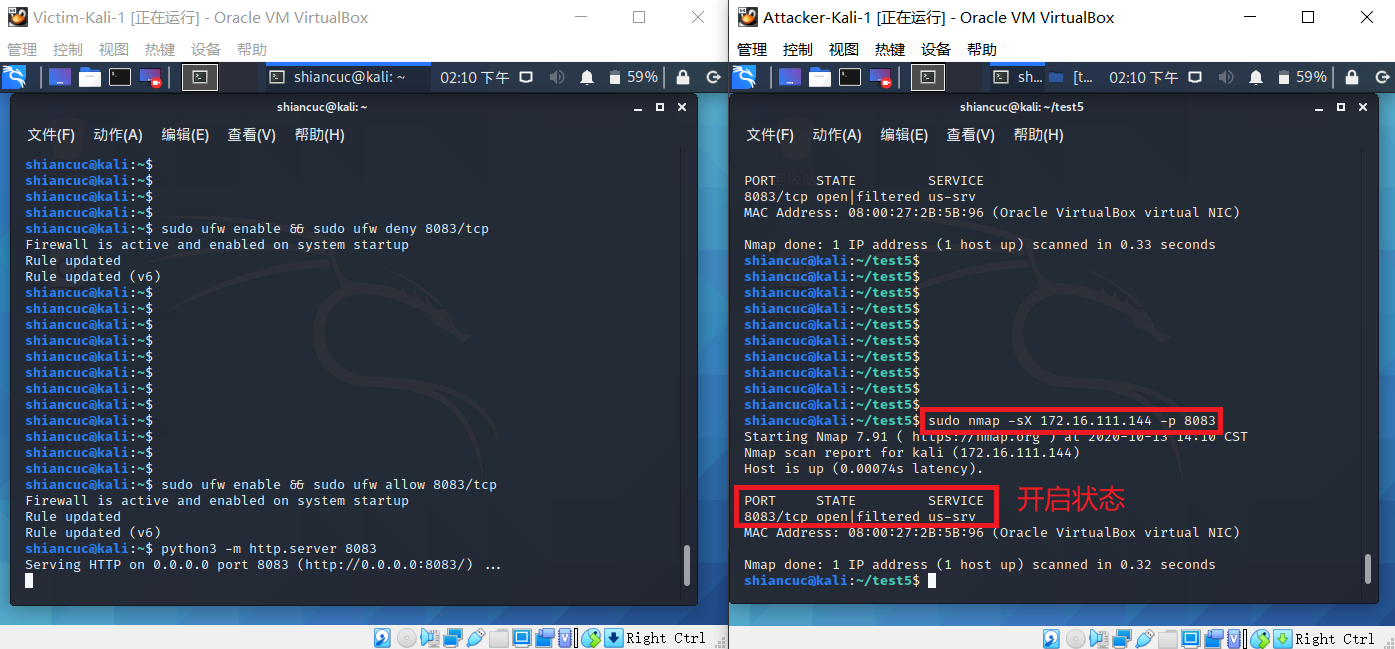 Victim-Kali-1 [正在运行] - Oracle VM VirtualBox
管理 控制 视图 热键 设备 帮助
shiancuc@kali: ~ 02:10 下午 59%
shiancuc@kali: ~
文件(F) 动作(A) 编辑(E) 查看(V) 帮助(H)
shiancuc@kali:~$
shiancuc@kali:~$
shiancuc@kali:~$
shiancuc@kali:~$
shiancuc@kali:~$ sudo ufw enable && sudo ufw deny 8083/tcp
Firewall is active and enabled on system startup
Rule updated
Rule updated (v6)
shiancuc@kali:~$
shiancuc@kali:~$
shiancuc@kali:~$
shiancuc@kali:~$
shiancuc@kali:~$
shiancuc@kali:~$
shiancuc@kali:~$
shiancuc@kali:~$
shiancuc@kali:~$
shiancuc@kali:~$
shiancuc@kali:~$
shiancuc@kali:~$
shiancuc@kali:~$ sudo ufw enable && sudo ufw allow 8083/tcp
Firewall is active and enabled on system startup
Rule updated
Rule updated (v6)
shiancuc@kali:~$ python3 -m http.server 8083
Serving HTTP on 0.0.0.0 port 8083 (http://0.0.0.0:8083/) ...
Right Ctrl
Attacker-Kali-1 [正在运行] - Oracle VM VirtualBox
管理 控制 视图 热键 设备 帮助
sh... [t... 02:10 下午 59%
shiancuc@kali: ~/test5
文件(F) 动作(A) 编辑(E) 查看(V) 帮助(H)
PORT STATE SERVICE
8083/tcp open|filtered us-srv
MAC Address: 08:00:27:2B:5B:96 (Oracle VirtualBox virtual NIC)
Nmap done: 1 IP address (1 host up) scanned in 0.33 seconds
shiancuc@kali:~/test5$
shiancuc@kali:~/test5$
shiancuc@kali:~/test5$
shiancuc@kali:~/test5$
shiancuc@kali:~/test5$
shiancuc@kali:~/test5$
shiancuc@kali:~/test5$
shiancuc@kali:~/test5$
shiancuc@kali:~/test5$
shiancuc@kali:~/test5$
shiancuc@kali:~/test5$ sudo nmap -sX 172.16.111.144 -p 8083
Starting Nmap 7.91 ( https://nmap.org ) at 2020-10-13 14:10 CST
Nmap scan report for kali (172.16.111.144)
Host is up (0.00074s latency).
PORT STATE SERVICE
8083/tcp open|filtered us-srv
开启状态
MAC Address: 08:00:27:2B:5B:96 (Oracle VirtualBox virtual NIC)
Nmap done: 1 IP address (1 host up) scanned in 0.32 seconds
shiancuc@kali:~/test5$
Right Ctrl